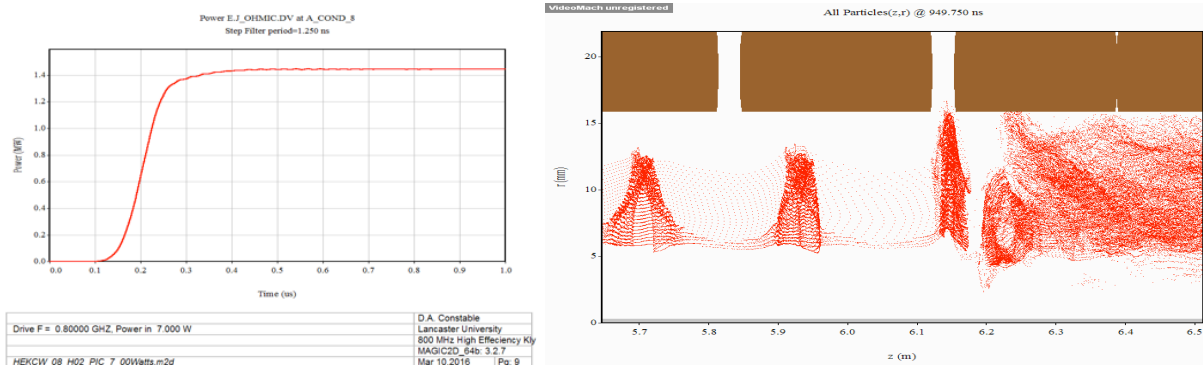 Power E.J_OHMIC.DV at A_COND_8
Step Filter period=1.250 ns
Power (MW)
1.4
1.2
1.0
0.8
0.6
0.4
0.2
0.0
0.0 0.1 0.2 0.3 0.4 0.5 0.6 0.7 0.8 0.9 1.0
Time (us)
D.A. Constable
Drive F = 0.80000 GHZ, Power in 7.000 W
Lancaster University
800 MHz High Effeciency Kly
MAGIC2D_64b: 3.2.7
HEKCW_08_H02_PIC_7_00Watts.m2d
Mar 10,2016 Pg: 9
VideoMach unregistered
All Particles(z,r) @ 949.750 ns
r (mm)
20
15
10
5
0
5.7 5.8 5.9 6.0 6.1 6.2 6.3 6.4 6.5
z (m)